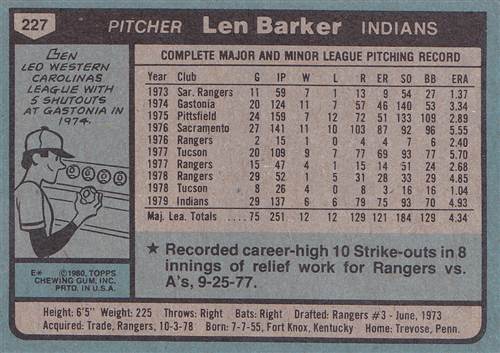 227 PITCHER Len Barker INDIANS
LEN
LED WESTERN
CAROLINAS
LEAGUE WITH
5 SHUTOUTS
AT GASTONIA IN
1974.
COMPLETE MAJOR AND MINOR LEAGUE PITCHING RECORD
Year Club G IP W L R ER SO BB ERA
1973 Sar. Rangers 11 59 7 1 13 9 54 27 1.37
1974 Gastonia 20 124 11 7 57 46 140 53 3.34
1975 Pittsfield 24 159 7 12 72 51 133 109 2.89
1976 Sacramento 27 141 11 10 103 87 92 96 5.55
1976 Rangers 2 15 1 0 4 4 7 6 2.40
1977 Tucson 20 109 9 7 77 69 93 77 5.70
1977 Rangers 15 47 4 1 15 14 51 24 2.68
1978 Rangers 29 52 1 5 31 28 33 29 4.85
1978 Tucson 8 26 4 0 8 3 18 16 1.04
1979 Indians 29 137 6 6 79 75 93 70 4.93
Maj. Lea. Totals 75 251 12 12 129 121 184 129 4.34
★ Recorded career-high 10 Strike-outs in 8
innings of relief work for Rangers vs.
A's, 9-25-77.
E* ©1980, TOPPS
CHEWING GUM, INC.
PRTD. IN U.S.A.
Height: 6'5" Weight: 225 Throws: Right Bats: Right Drafted: Rangers #3 - June, 1973
Acquired: Trade, Rangers, 10-3-78 Born: 7-7-55, Fort Knox, Kentucky Home: Trevose, Penn.